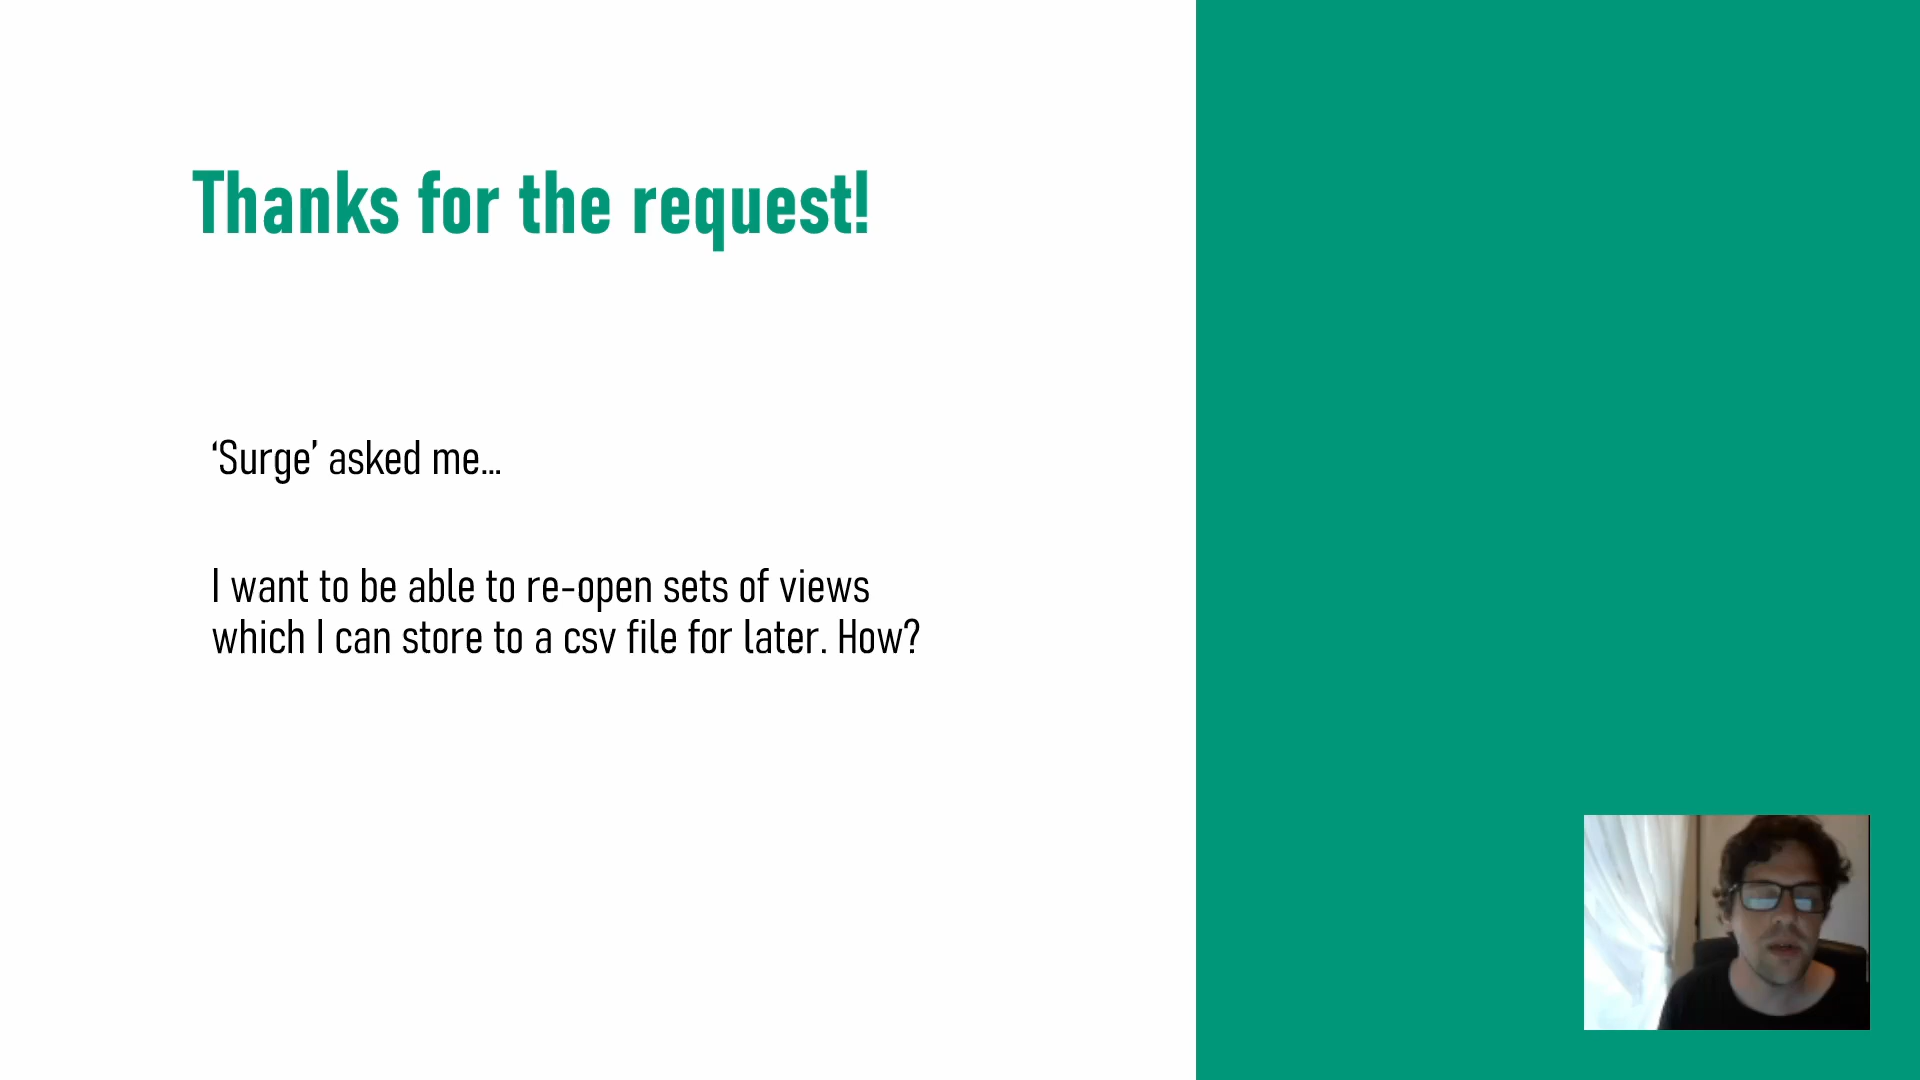 Thanks for the request!
‘Surge’ asked me...
I want to be able to re-open sets of views
which I can store to a csv file for later. How?